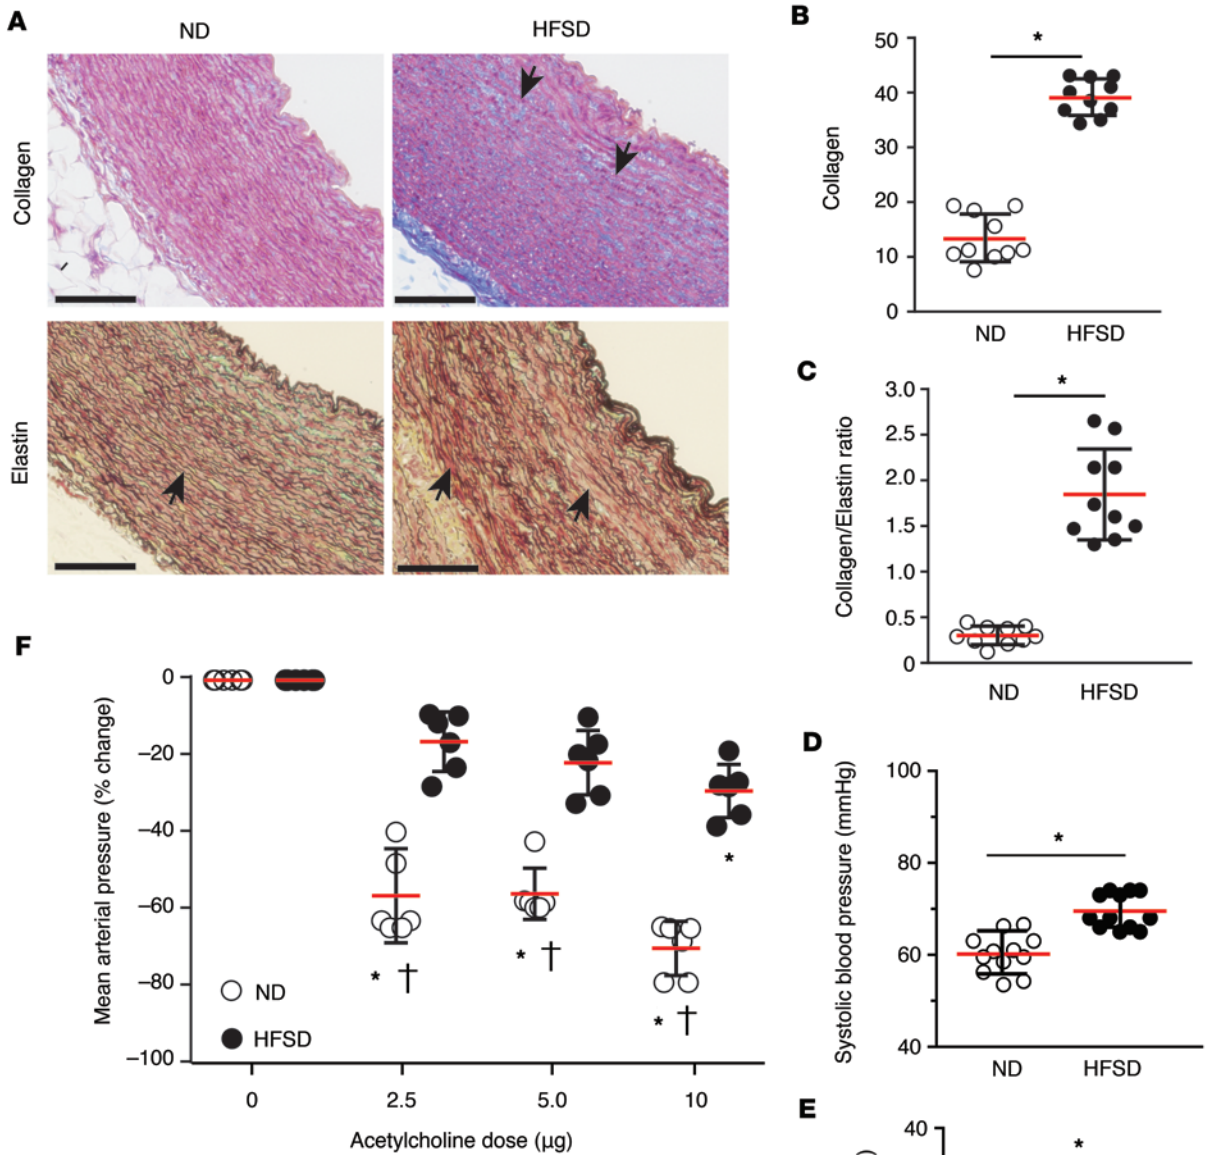 A
ND
HFSD
Collagen
Elastin
B
50
40
30
20
10
0
Collagen
*
ND
HFSD
C
3.0
2.5
2.0
1.5
1.0
0.5
0
Collagen/Elastin ratio
*
ND
HFSD
D
100
80
60
40
Systolic blood pressure (mmHg)
*
ND
HFSD
E
40
*
F
0
–20
–40
–60
–80
–100
Mean arterial pressure (% change)
* †
* †
*
* †
ND
HFSD
0
2.5
5.0
10
Acetylcholine dose (µg)